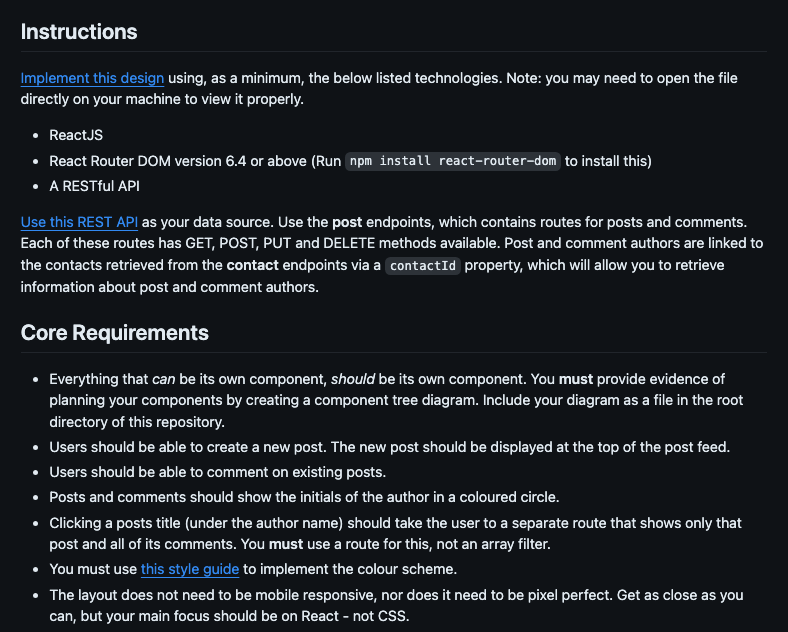 Instructions
Implement this design using, as a minimum, the below listed technologies. Note: you may need to open the file
directly on your machine to view it properly.
• ReactJS
• React Router DOM version 6.4 or above (Run npm install react-router-dom to install this)
• A RESTful API
Use this REST API as your data source. Use the post endpoints, which contains routes for posts and comments.
Each of these routes has GET, POST, PUT and DELETE methods available. Post and comment authors are linked to
the contacts retrieved from the contact endpoints via a contactId property, which will allow you to retrieve
information about post and comment authors.
Core Requirements
• Everything that can be its own component, should be its own component. You must provide evidence of
planning your components by creating a component tree diagram. Include your diagram as a file in the root
directory of this repository.
• Users should be able to create a new post. The new post should be displayed at the top of the post feed.
• Users should be able to comment on existing posts.
• Posts and comments should show the initials of the author in a coloured circle.
• Clicking a posts title (under the author name) should take the user to a separate route that shows only that
post and all of its comments. You must use a route for this, not an array filter.
• You must use this style guide to implement the colour scheme.
• The layout does not need to be mobile responsive, nor does it need to be pixel perfect. Get as close as you
can, but your main focus should be on React - not CSS.